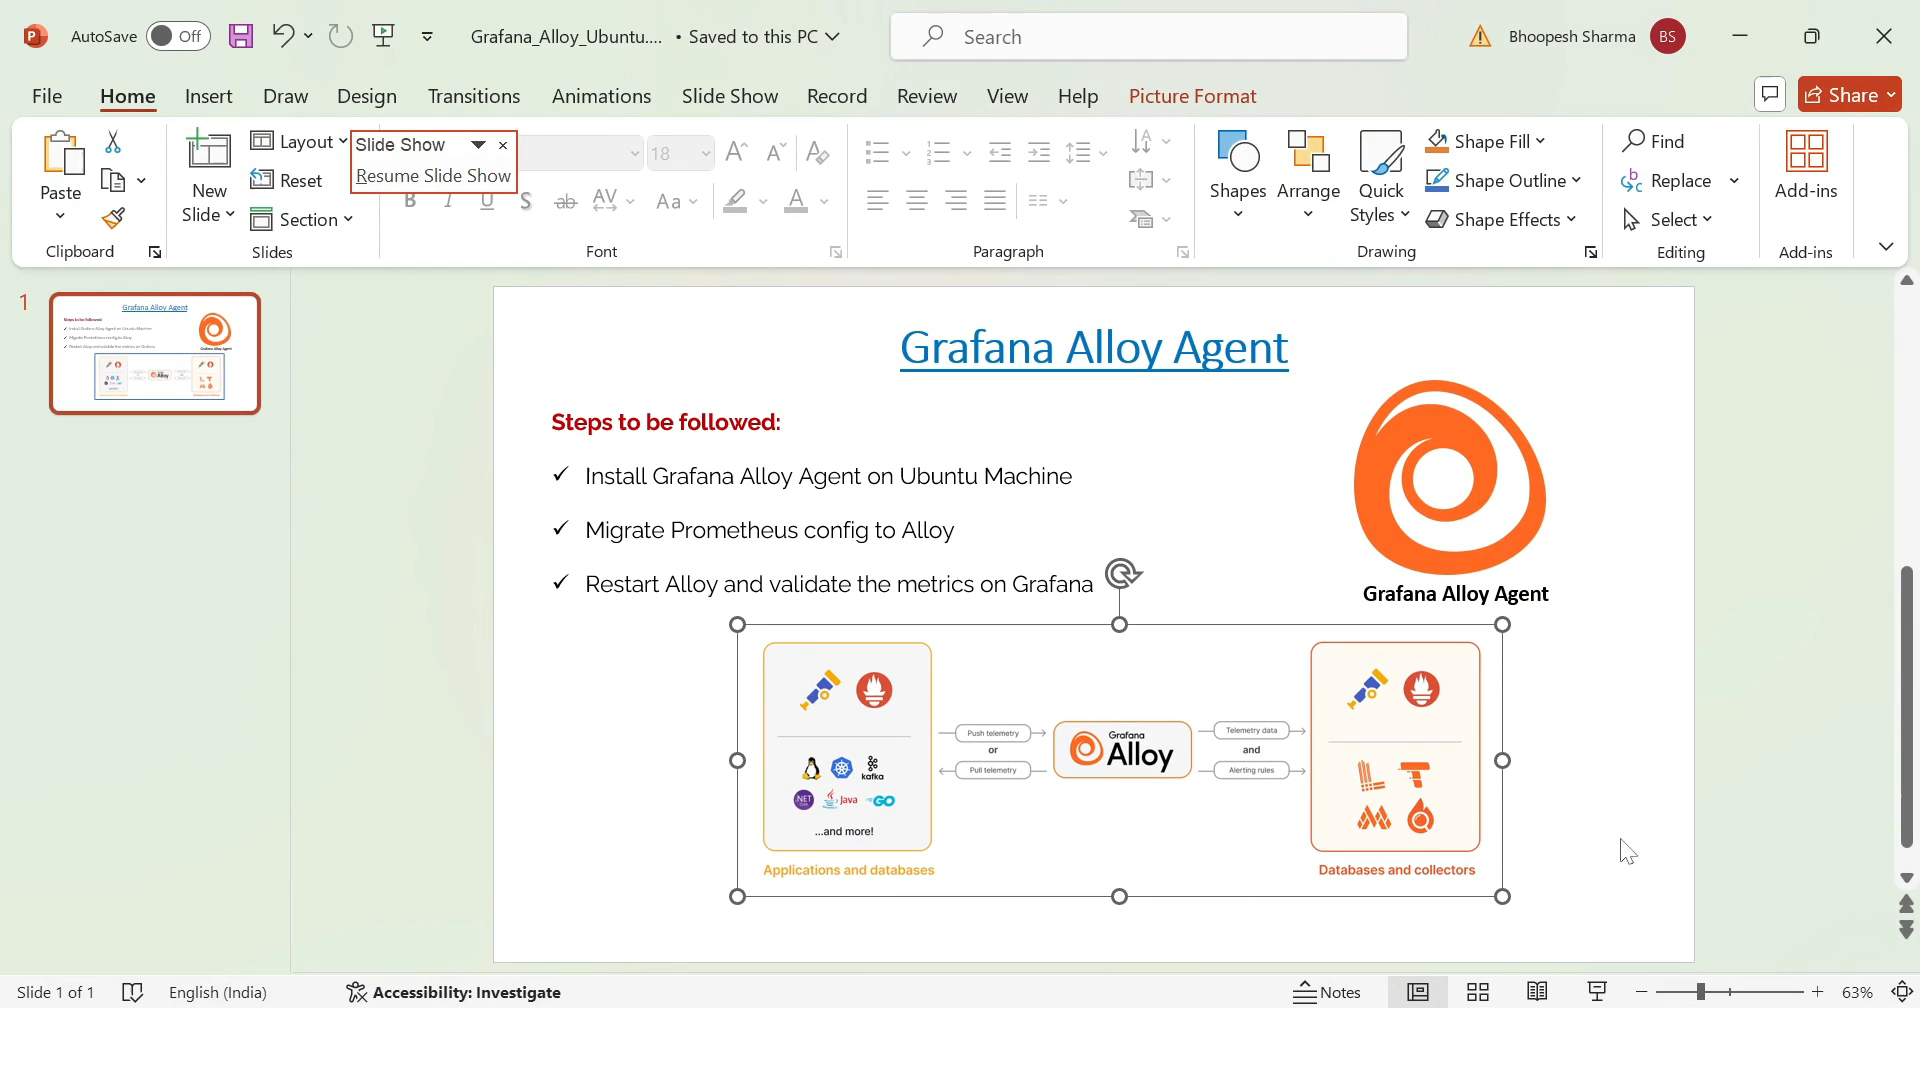 AutoSave Off Grafana_Alloy_Ubuntu.... • Saved to this PC Search Bhoopesh Sharma BS
File Home Insert Draw Design Transitions Animations Slide Show Record Review View Help Picture Format Share
Paste
Clipboard
New Slide
Layout
Reset
Section
Slides
Slide Show
Resume Slide Show
18
B I U S ab AV Aa A
Font
Paragraph
Shapes
Arrange
Quick Styles
Shape Fill
Shape Outline
Shape Effects
Drawing
Find
Replace
Select
Editing
Add-ins
Add-ins
1
Grafana Alloy Agent
Steps to be followed:
✓ Install Grafana Alloy Agent on Ubuntu Machine
✓ Migrate Prometheus config to Alloy
✓ Restart Alloy and validate the metrics on Grafana
Grafana Alloy Agent
kafka
.NET
Java
GO
...and more!
Applications and databases
Push telemetry
or
Pull telemetry
Grafana
Alloy
Telemetry data
and
Alerting rules
Databases and collectors
Slide 1 of 1 English (India) Accessibility: Investigate Notes 63%